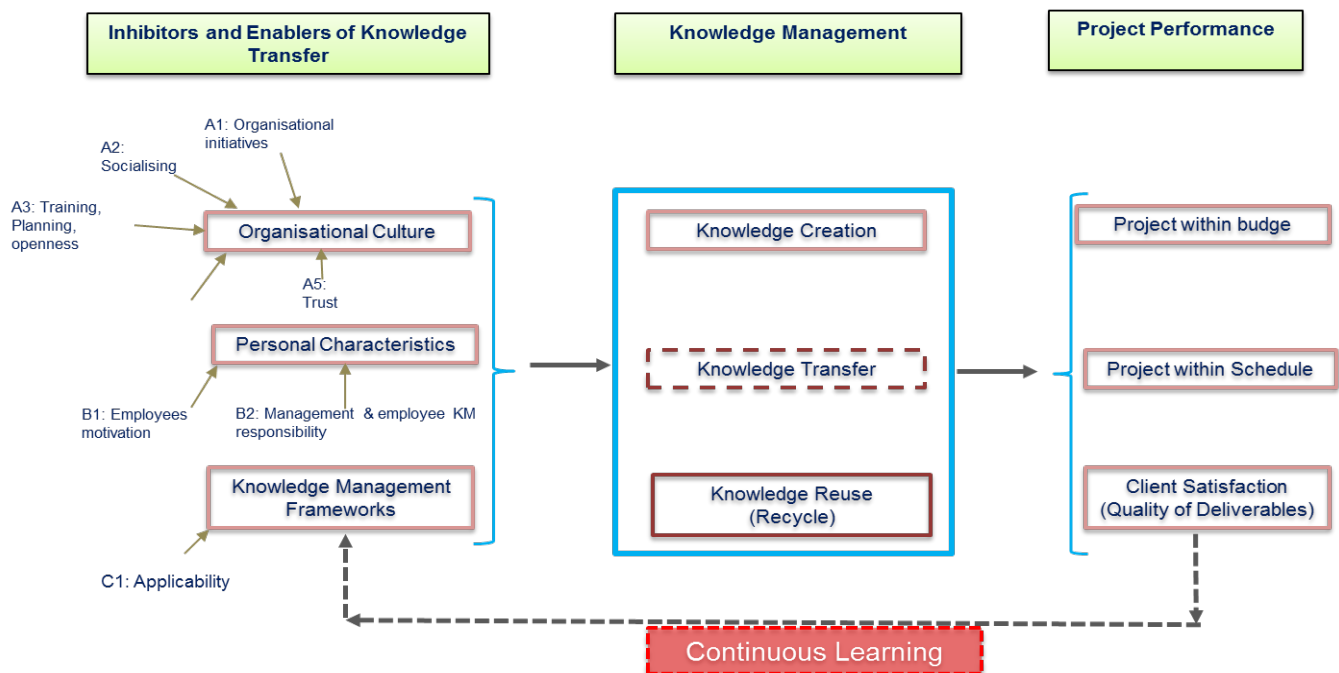 Inhibitors and Enablers of Knowledge
Transfer
Knowledge Management
Project Performance
A1: Organisational
initiatives
A2:
Socialising
A3: Training,
Planning,
openness
Organisational Culture
A5:
Trust
Personal Characteristics
B1: Employees
motivation
B2: Management & employee KM
responsibility
Knowledge Management
Frameworks
C1: Applicability
Knowledge Creation
Knowledge Transfer
Knowledge Reuse
(Recycle)
Project within budge
Project within Schedule
Client Satisfaction
(Quality of Deliverables)
Continuous Learning